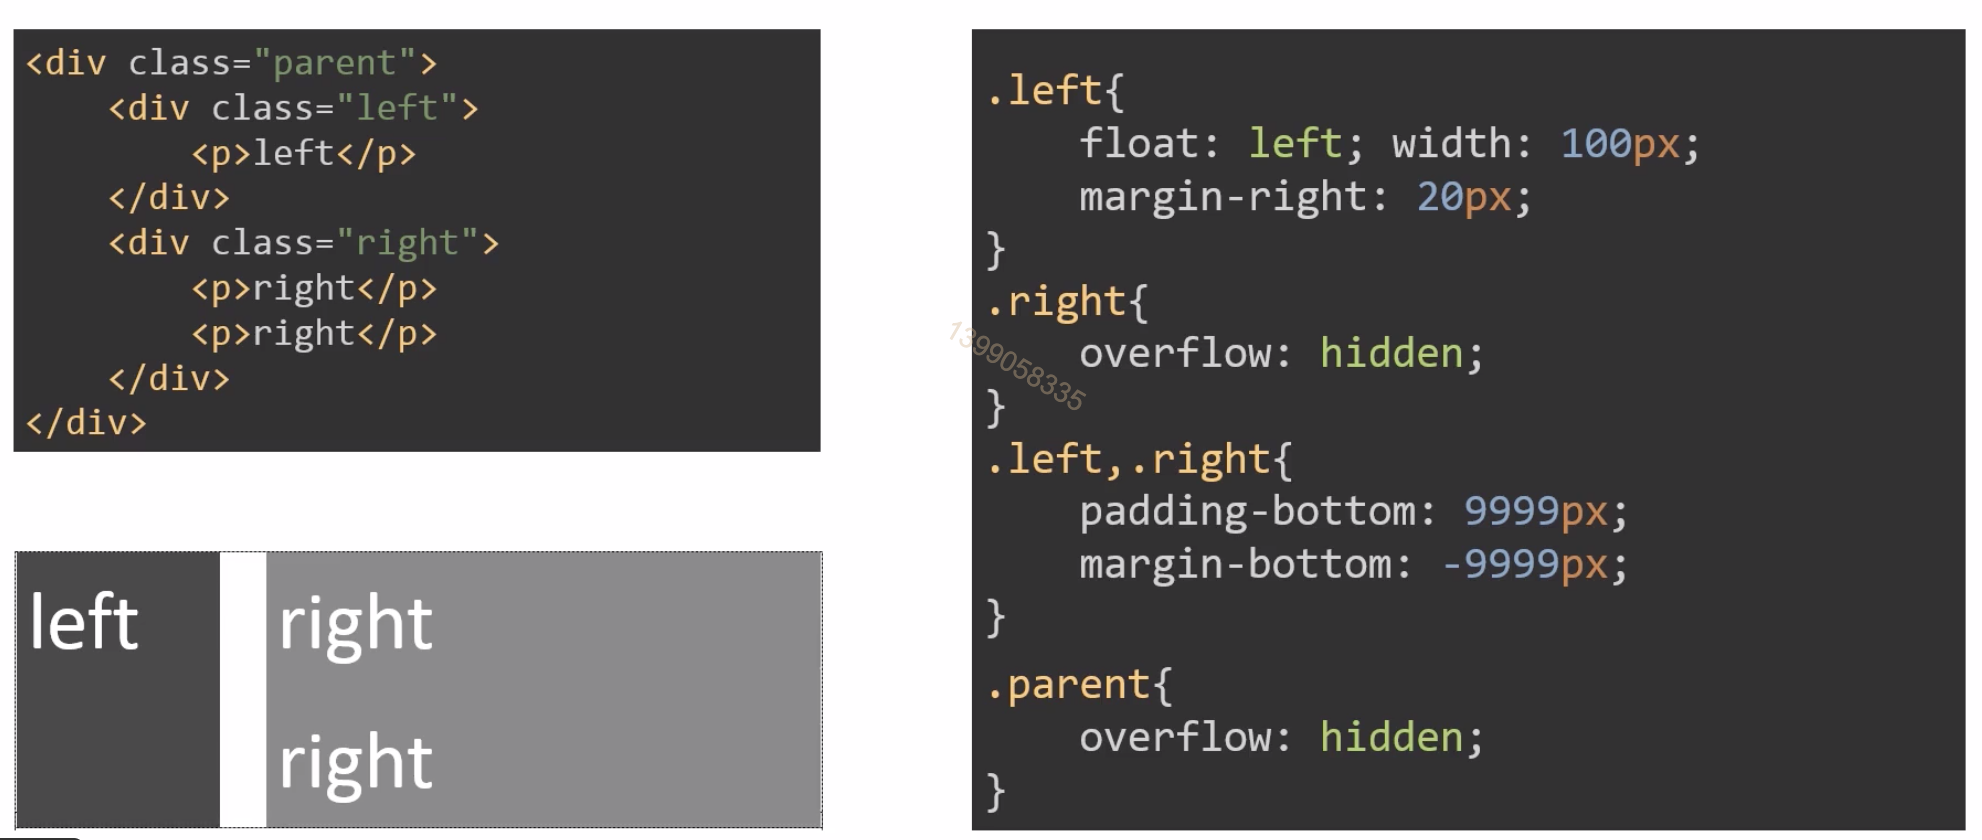 <div class="parent">
    <div class="left">
        <p>left</p>
    </div>
    <div class="right">
        <p>right</p>
        <p>right</p>
    </div>
</div>
left
right
right
.left{
    float: left; width: 100px;
    margin-right: 20px;
}
.right{
    overflow: hidden;
}
.left,.right{
    padding-bottom: 9999px;
    margin-bottom: -9999px;
}
.parent{
    overflow: hidden;
}
1399058335